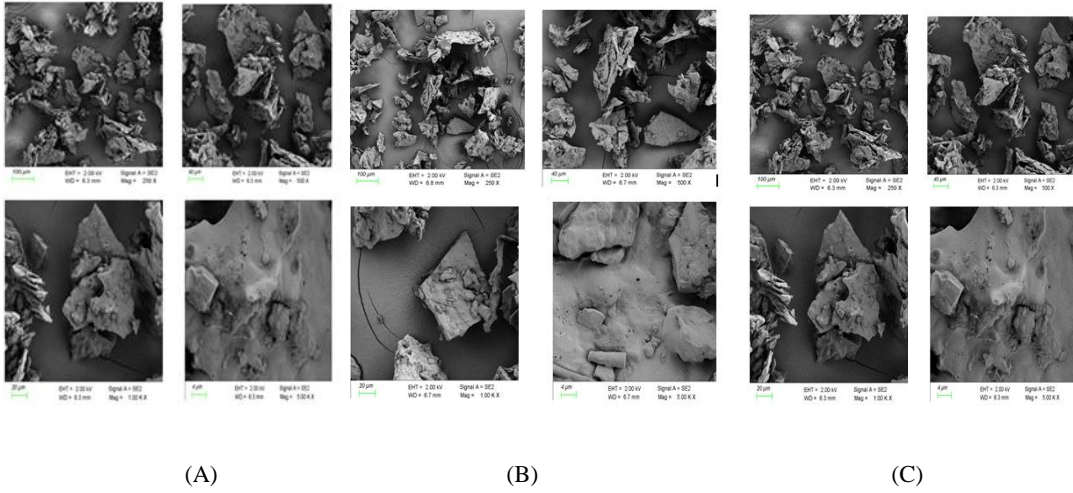 100 µm EHT = 2.00 kV Signal A = SE2
WD = 6.3 mm Mag = 250 X
40 µm EHT = 2.00 kV Signal A = SE2
WD = 6.3 mm Mag = 500 X
100 µm EHT = 2.00 kV Signal A = SE2
WD = 6.8 mm Mag = 250 X
40 µm EHT = 2.00 kV Signal A = SE2
WD = 6.7 mm Mag = 500 X
100 µm EHT = 2.00 kV Signal A = SE2
WD = 6.3 mm Mag = 250 X
40 µm EHT = 2.00 kV Signal A = SE2
WD = 6.3 mm Mag = 500 X
20 µm EHT = 2.00 kV Signal A = SE2
WD = 6.3 mm Mag = 1.00 K X
4 µm EHT = 2.00 kV Signal A = SE2
WD = 6.3 mm Mag = 5.00 K X
20 µm EHT = 2.00 kV Signal A = SE2
WD = 6.7 mm Mag = 1.00 K X
4 µm EHT = 2.00 kV Signal A = SE2
WD = 6.7 mm Mag = 5.00 K X
20 µm EHT = 2.00 kV Signal A = SE2
WD = 6.3 mm Mag = 1.00 K X
4 µm EHT = 2.00 kV Signal A = SE2
WD = 6.3 mm Mag = 5.00 K X
(A) (B) (C)